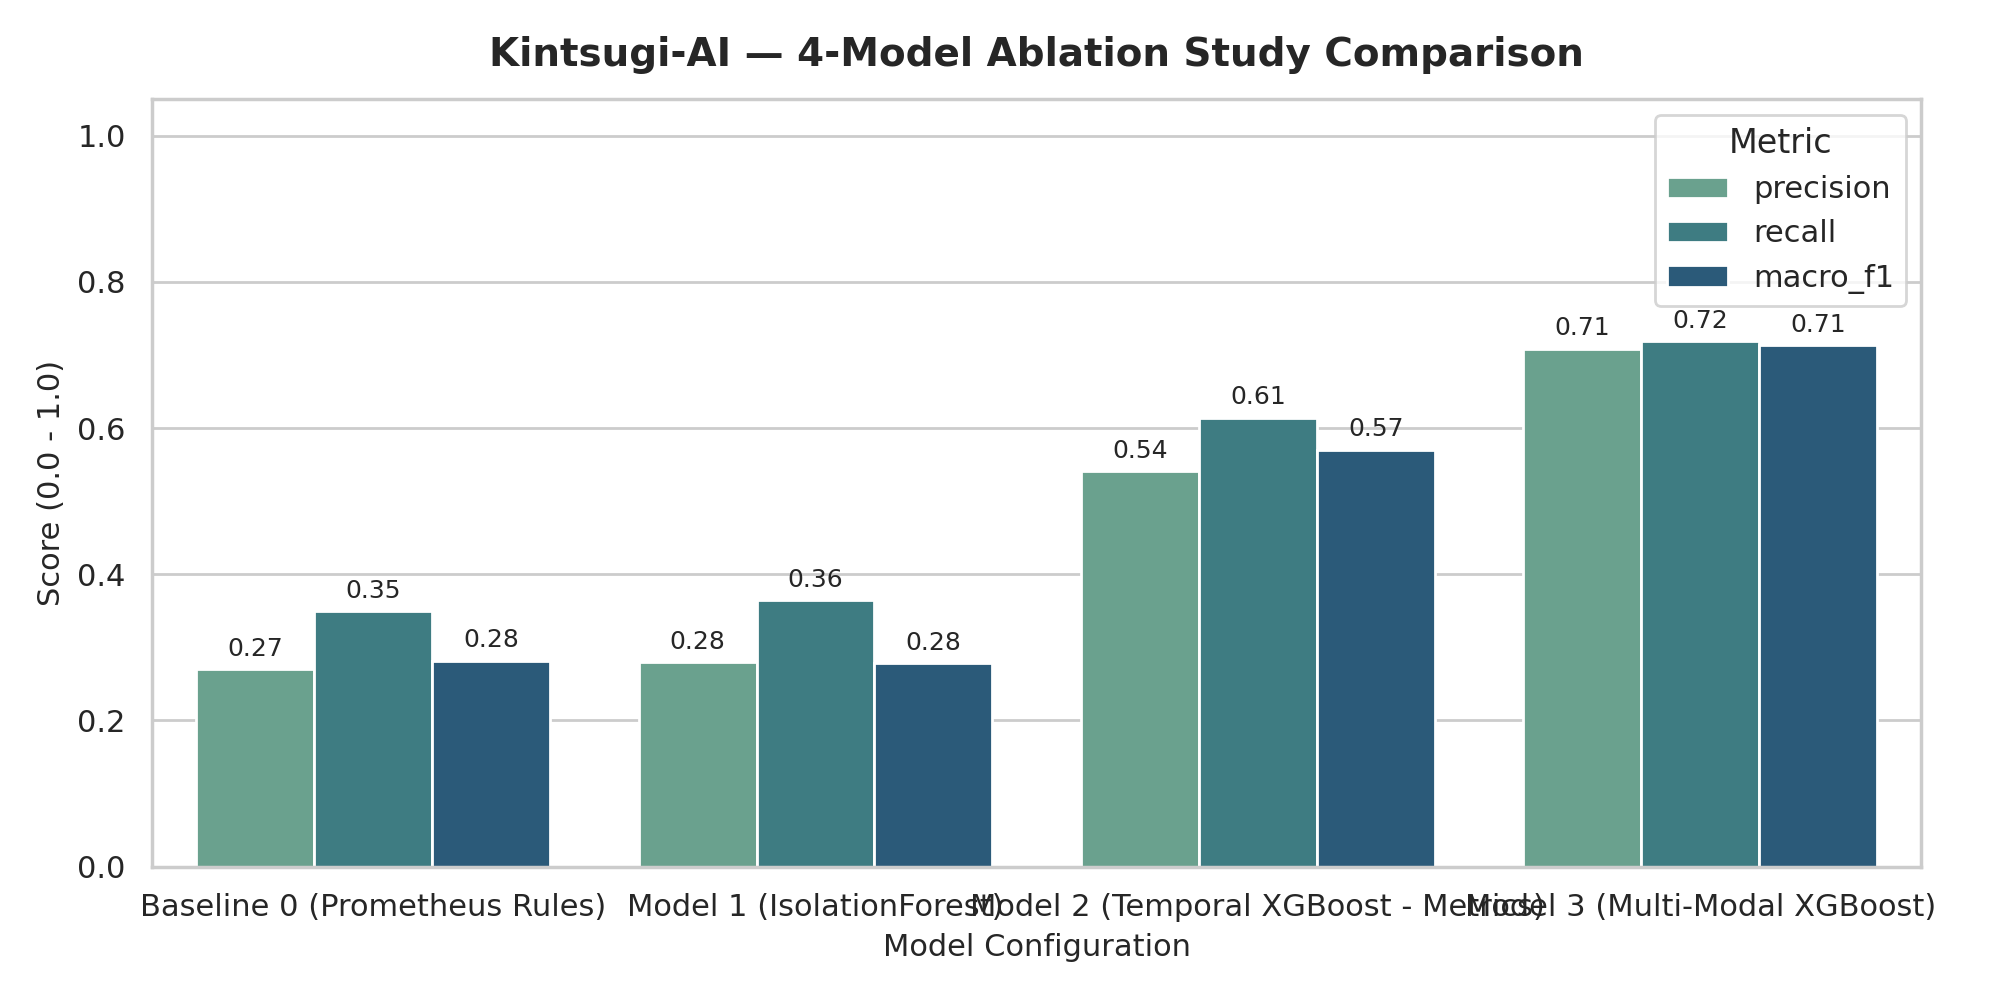 Kintsugi-AI — 4-Model Ablation Study Comparison
Metric
precision
recall
macro_f1
Score (0.0 - 1.0)
1.0
0.8
0.6
0.4
0.2
0.0
0.27
0.35
0.28
0.28
0.36
0.28
0.54
0.61
0.57
0.71
0.72
0.71
Baseline 0 (Prometheus Rules)
Model 1 (IsolationForest)
Model 2 (Temporal XGBoost - Metrics)
Model 3 (Multi-Modal XGBoost)
Model Configuration